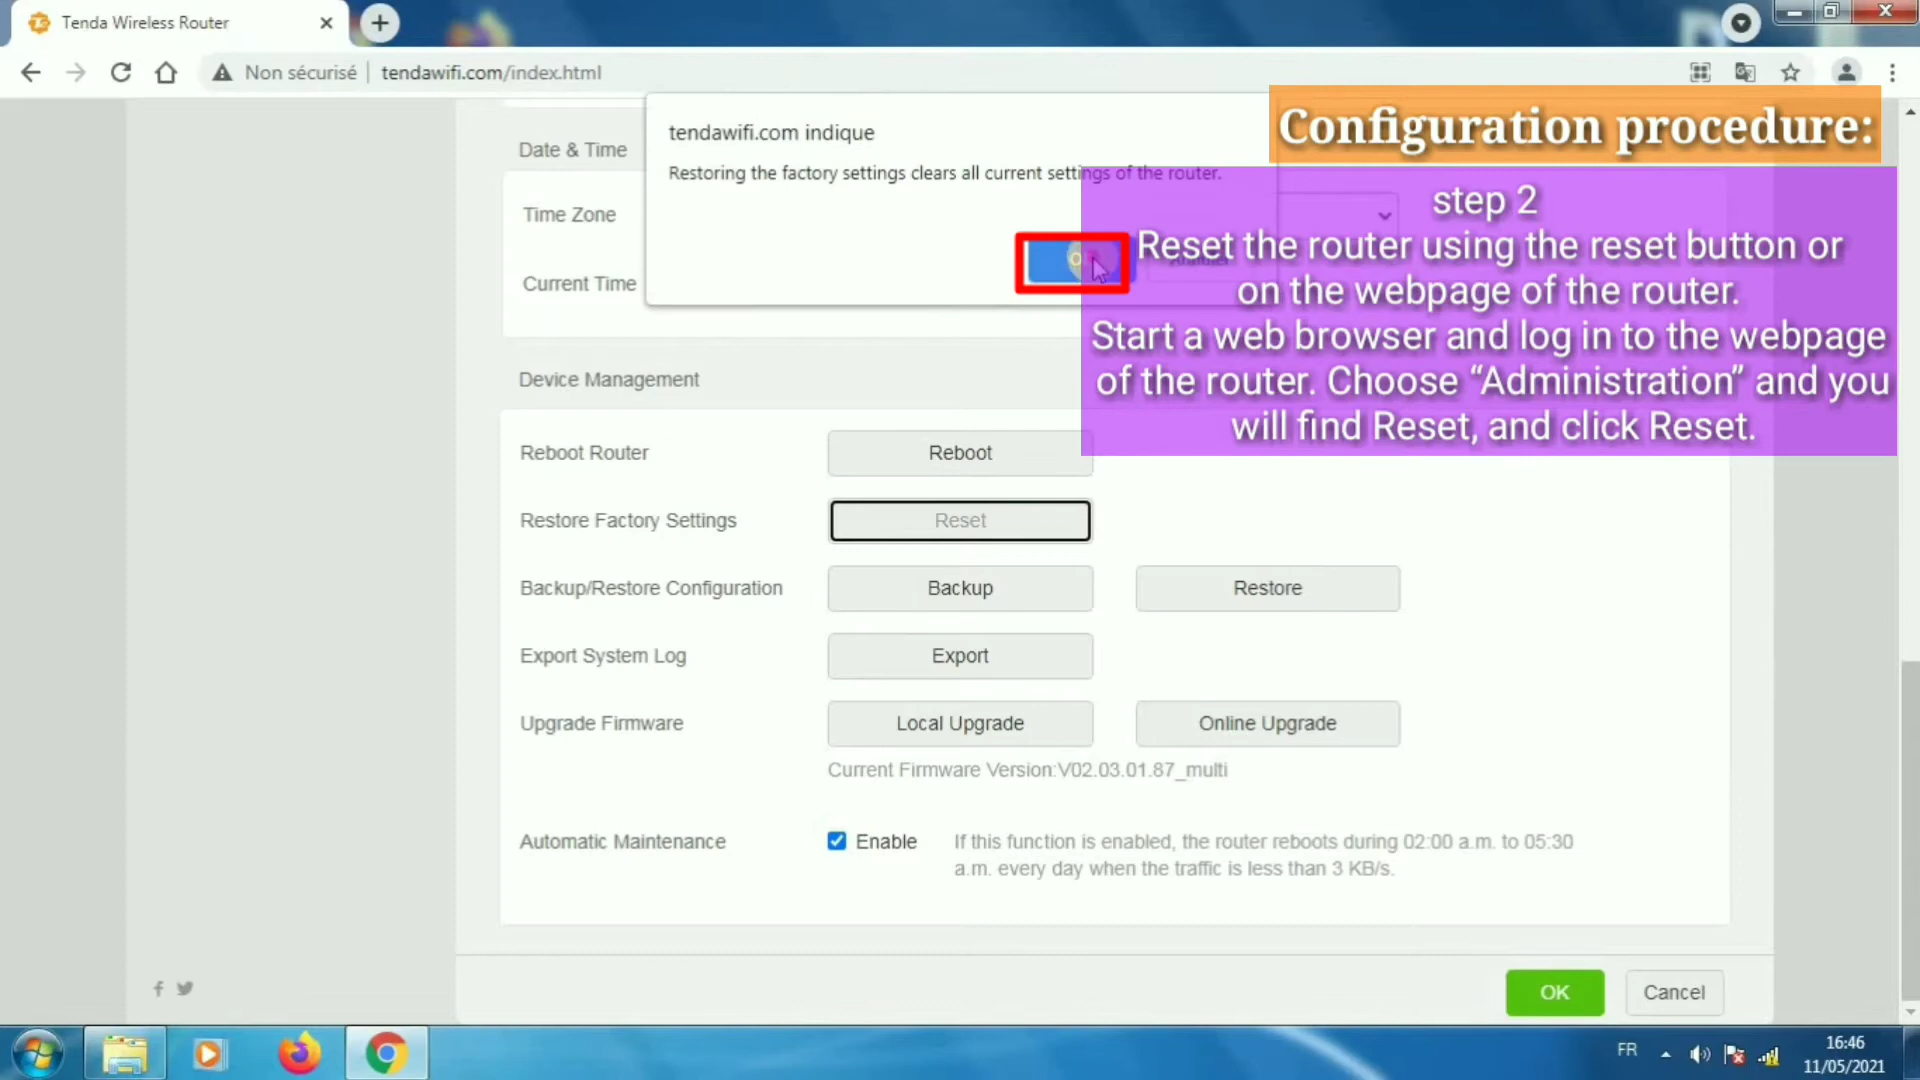 Tenda Wireless Router
Non sécurisé
tendawifi.com/index.html
Configuration procedure:
tendawifi.com indique
Restoring the factory settings clears all current settings of the router.
step 2
Reset the router using the reset button or
on the webpage of the router.
Start a web browser and log in to the webpage
of the router. Choose “Administration” and you
will find Reset, and click Reset.
Date & Time
Time Zone
Current Time
Device Management
Reboot Router
Reboot
Restore Factory Settings
Reset
Backup/Restore Configuration
Backup
Restore
Export System Log
Export
Upgrade Firmware
Local Upgrade
Online Upgrade
Current Firmware Version:V02.03.01.87_multi
Automatic Maintenance
Enable
If this function is enabled, the router reboots during 02:00 a.m. to 05:30
a.m. every day when the traffic is less than 3 KB/s.
OK
Cancel
FR
16:46
11/05/2021